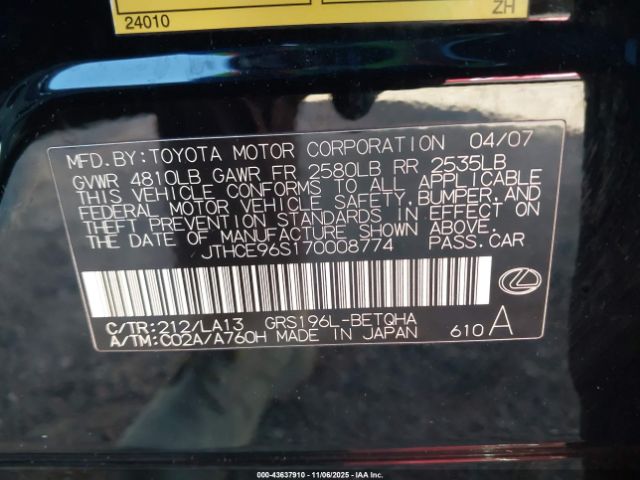 24010
ZH
MFD.BY:TOYOTA MOTOR CORPORATION 04/07
GVWR 4810LB GAWR FR 2580LB RR 2535LB
THIS VEHICLE CONFORMS TO ALL APPLICABLE
FEDERAL MOTOR VEHICLE SAFETY,BUMPER,AND
THEFT PREVENTION STANDARDS IN EFFECT ON
THE DATE OF MANUFACTURE SHOWN ABOVE.
JTHCE96S170008774 PASS.CAR
C/TR:212/LA13 GRS196L-BETQHA
A/TM:C02A/A760H MADE IN JAPAN 610A
000-43637910 - 11/06/2025 - IAA Inc.